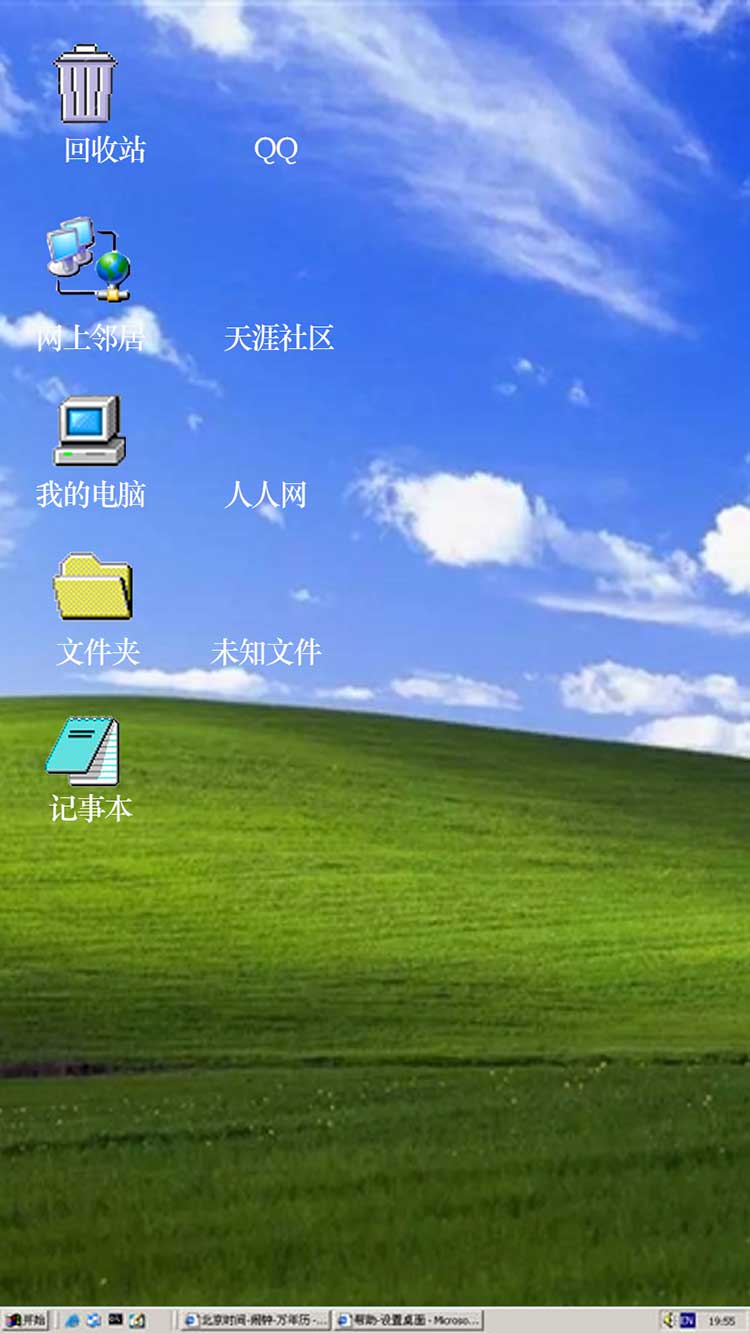 回收站
QQ
网上邻居
天涯社区
我的电脑
人人网
文件夹
未知文件
记事本
开始
北京时间-闹钟-万年历 -...
帮助-设置桌面 - Microso...
EN
19:55